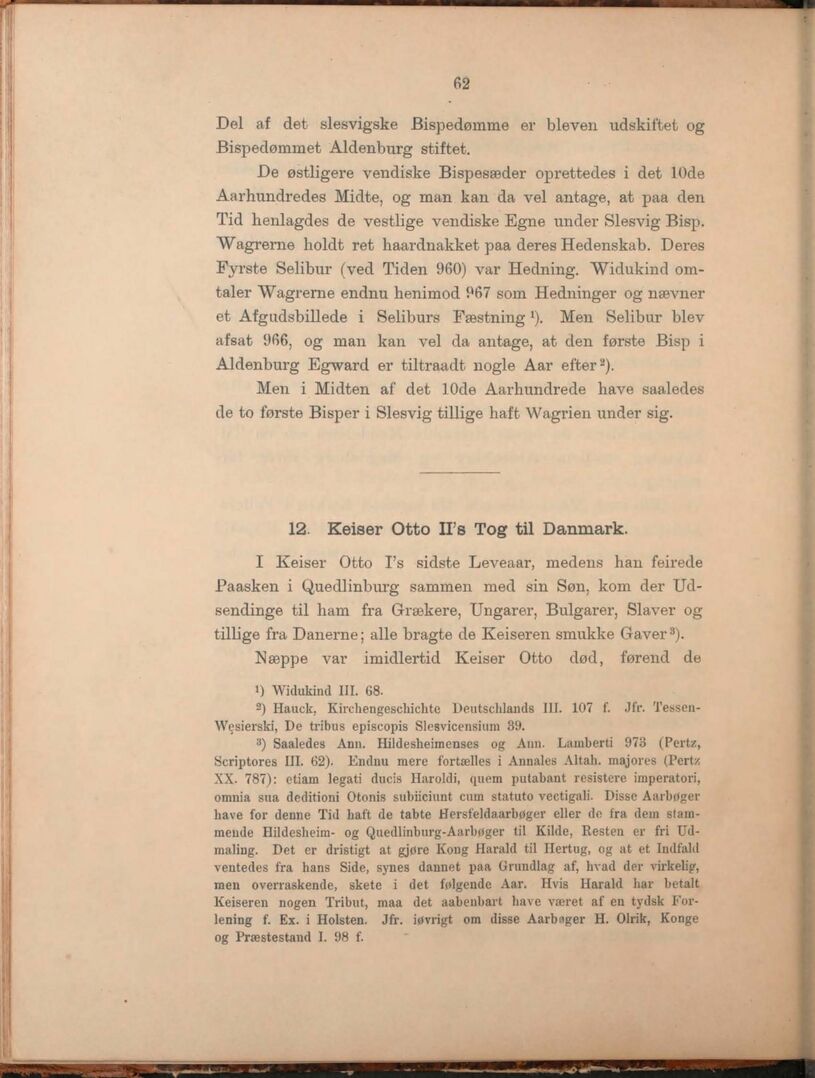 62
Del af det slesvigske Bispedømme er bleven udskiftet og
Bispedømmet Aldenburg stiftet.
De østligere vendiske Bispesæder oprettedes i det 10de
Aarhundredes Midte, og man kan da vel antage, at paa den
Tid henlagdes de vestlige vendiske Egne under Slesvig Bisp.
Wagrerne holdt ret haardnakket paa deres Hedenskab. Deres
Fyrste Selibur (ved Tiden 960) var Hedning. Widukind om-
taler Wagrerne endnu henimod 967 som Hedninger og nævner
et Afgudsbillede i Seliburs Fæstning ¹). Men Selibur blev
afsat 966, og man kan vel da antage, at den første Bisp i
Aldenburg Egward er tiltraadt nogle Aar efter ²).
Men i Midten af det 10de Aarhundrede have saaledes
de to første Bisper i Slesvig tillige haft Wagrien under sig.
12. Keiser Otto II's Tog til Danmark.
I Keiser Otto I's sidste Leveaar, medens han feirede
Paasken i Quedlinburg sammen med sin Søn, kom der Ud-
sendinge til ham fra Grækere, Ungarer, Bulgarer, Slaver og
tillige fra Danerne; alle bragte de Keiseren smukke Gaver ³).
Næppe var imidlertid Keiser Otto død, førend de
¹) Widukind III. 68.
²) Hauck, Kirchengeschichte Deutschlands III. 107 f. Jfr. Tessen-
Węsierski, De tribus episcopis Slesvicensium 39.
³) Saaledes Ann. Hildesheimenses og Ann. Lamberti 973 (Pertz,
Scriptores III. 62). Endnu mere fortælles i Annales Altah. majores (Pertz
XX. 787): etiam legati ducis Haroldi, quem putabant resistere imperatori,
omnia sua deditioni Otonis subiiciunt cum statuto vectigali. Disse Aarbøger
have for denne Tid haft de tabte Hersfeldaarbøger eller de fra dem stam-
mende Hildesheim- og Quedlinburg-Aarbøger til Kilde, Resten er fri Ud-
maling. Det er dristigt at gjøre Kong Harald til Hertug, og at et Indfald
ventedes fra hans Side, synes dannet paa Grundlag af, hvad der virkelig,
men overraskende, skete i det følgende Aar. Hvis Harald har betalt
Keiseren nogen Tribut, maa det aabenbart have været af en tydsk For-
lening f. Ex. i Holsten. Jfr. iøvrigt om disse Aarbøger H. Olrik, Konge
og Præstestand I. 98 f.